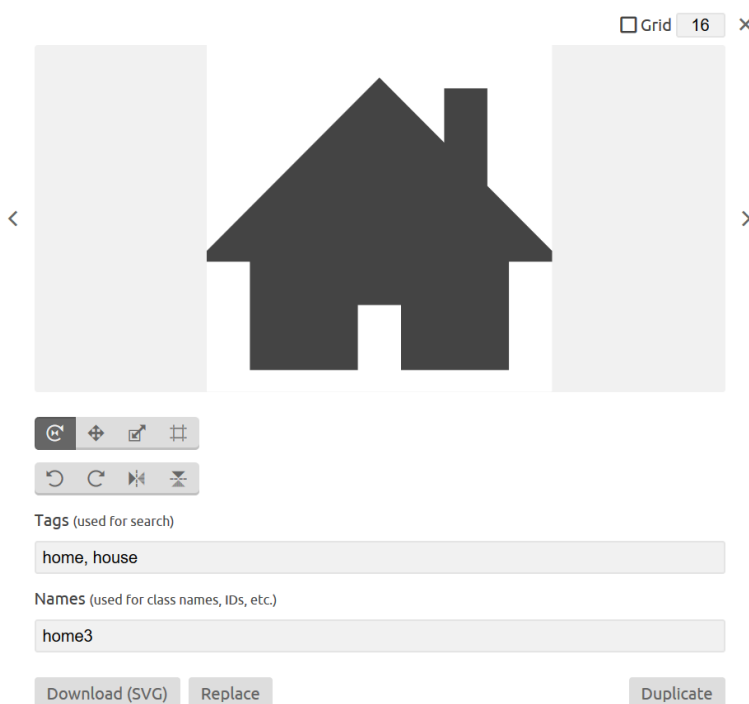 Grid 16
Tags (used for search)
home, house
Names (used for class names, IDs, etc.)
home3
Download (SVG) Replace Duplicate